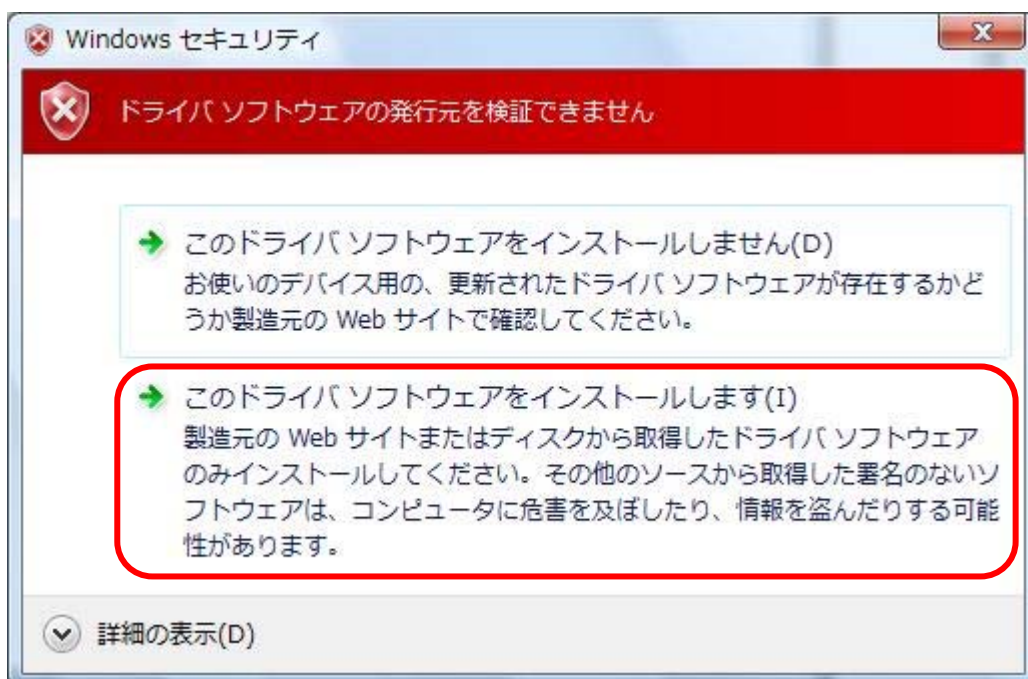 Windows セキュリティ
ドライバ ソフトウェアの発行元を検証できません
このドライバ ソフトウェアをインストールしません(D)
お使いのデバイス用の、更新されたドライバ ソフトウェアが存在するかど
うか製造元の Web サイトで確認してください。
このドライバ ソフトウェアをインストールします(I)
製造元の Web サイトまたはディスクから取得したドライバ ソフトウェア
のみインストールしてください。その他のソースから取得した署名のないソ
フトウェアは、コンピュータに危害を及ぼしたり、情報を盗んだりする可能
性があります。
詳細の表示(D)